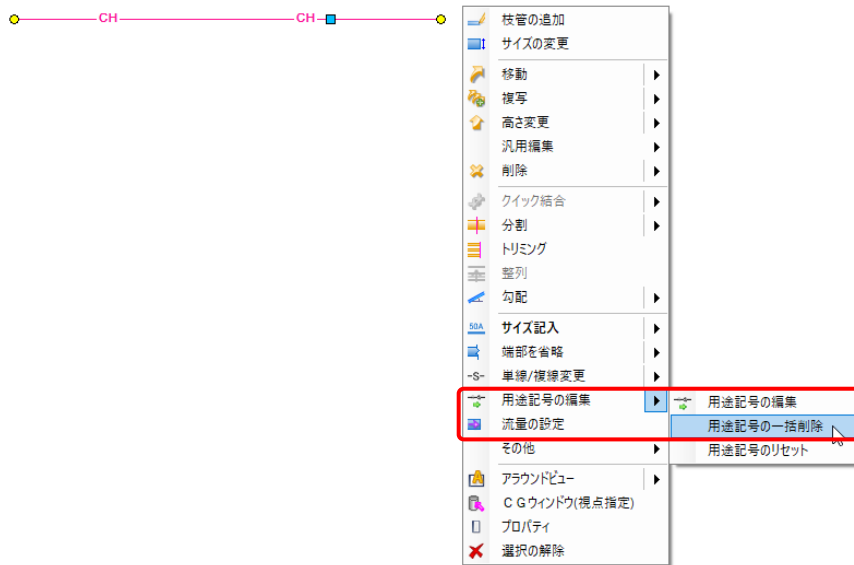 CH CH
枝管の追加
サイズの変更
移動
複写
高さ変更
汎用編集
削除
クイック結合
分割
トリミング
整列
勾配
50A サイズ記入
端部を省略
-S- 単線/複線変更
用途記号の編集
流量の設定
その他
アラウンドビュー
CGウィンドウ(視点指定)
プロパティ
選択の解除
用途記号の編集
用途記号の一括削除
用途記号のリセット